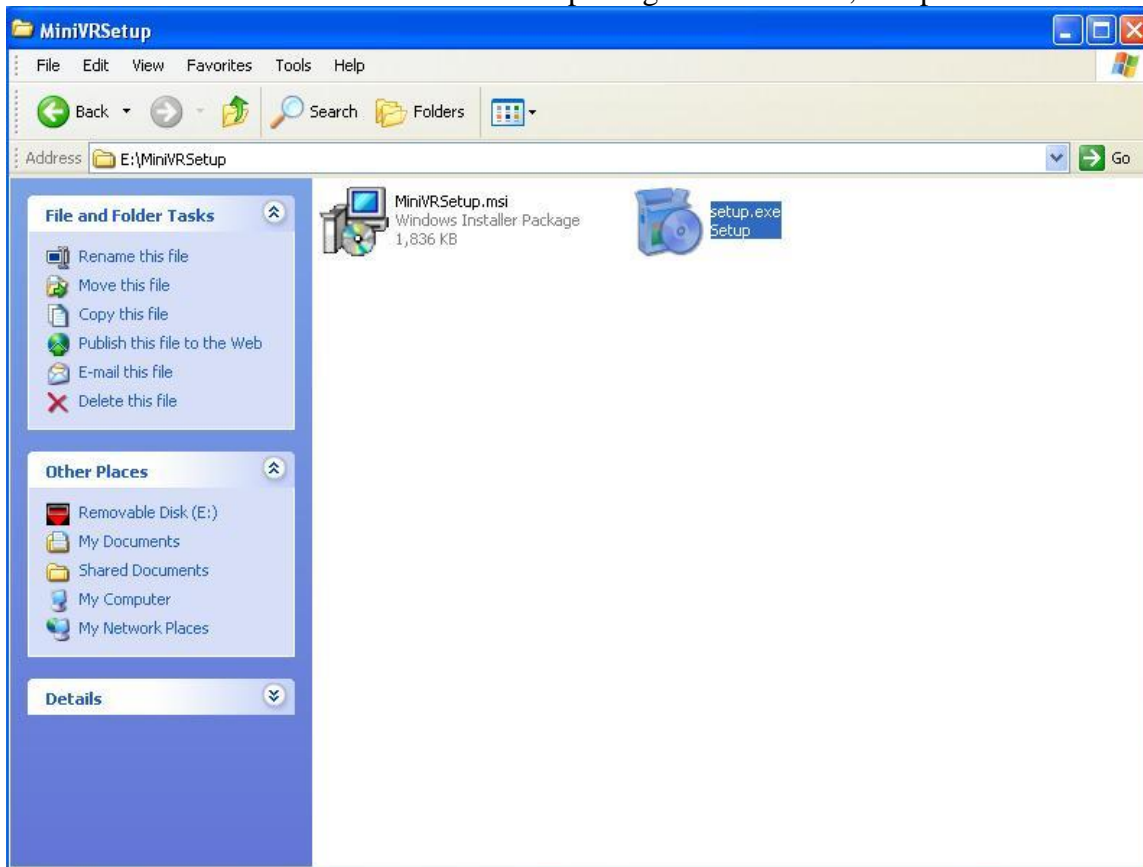 MiniVRSetup
File Edit View Favorites Tools Help
Back Search Folders
Address E:\MiniVRSetup Go
File and Folder Tasks
Rename this file
Move this file
Copy this file
Publish this file to the Web
E-mail this file
Delete this file
Other Places
Removable Disk (E:)
My Documents
Shared Documents
My Computer
My Network Places
Details
MiniVRSetup.msi
Windows Installer Package
1,836 KB
setup.exe
Setup